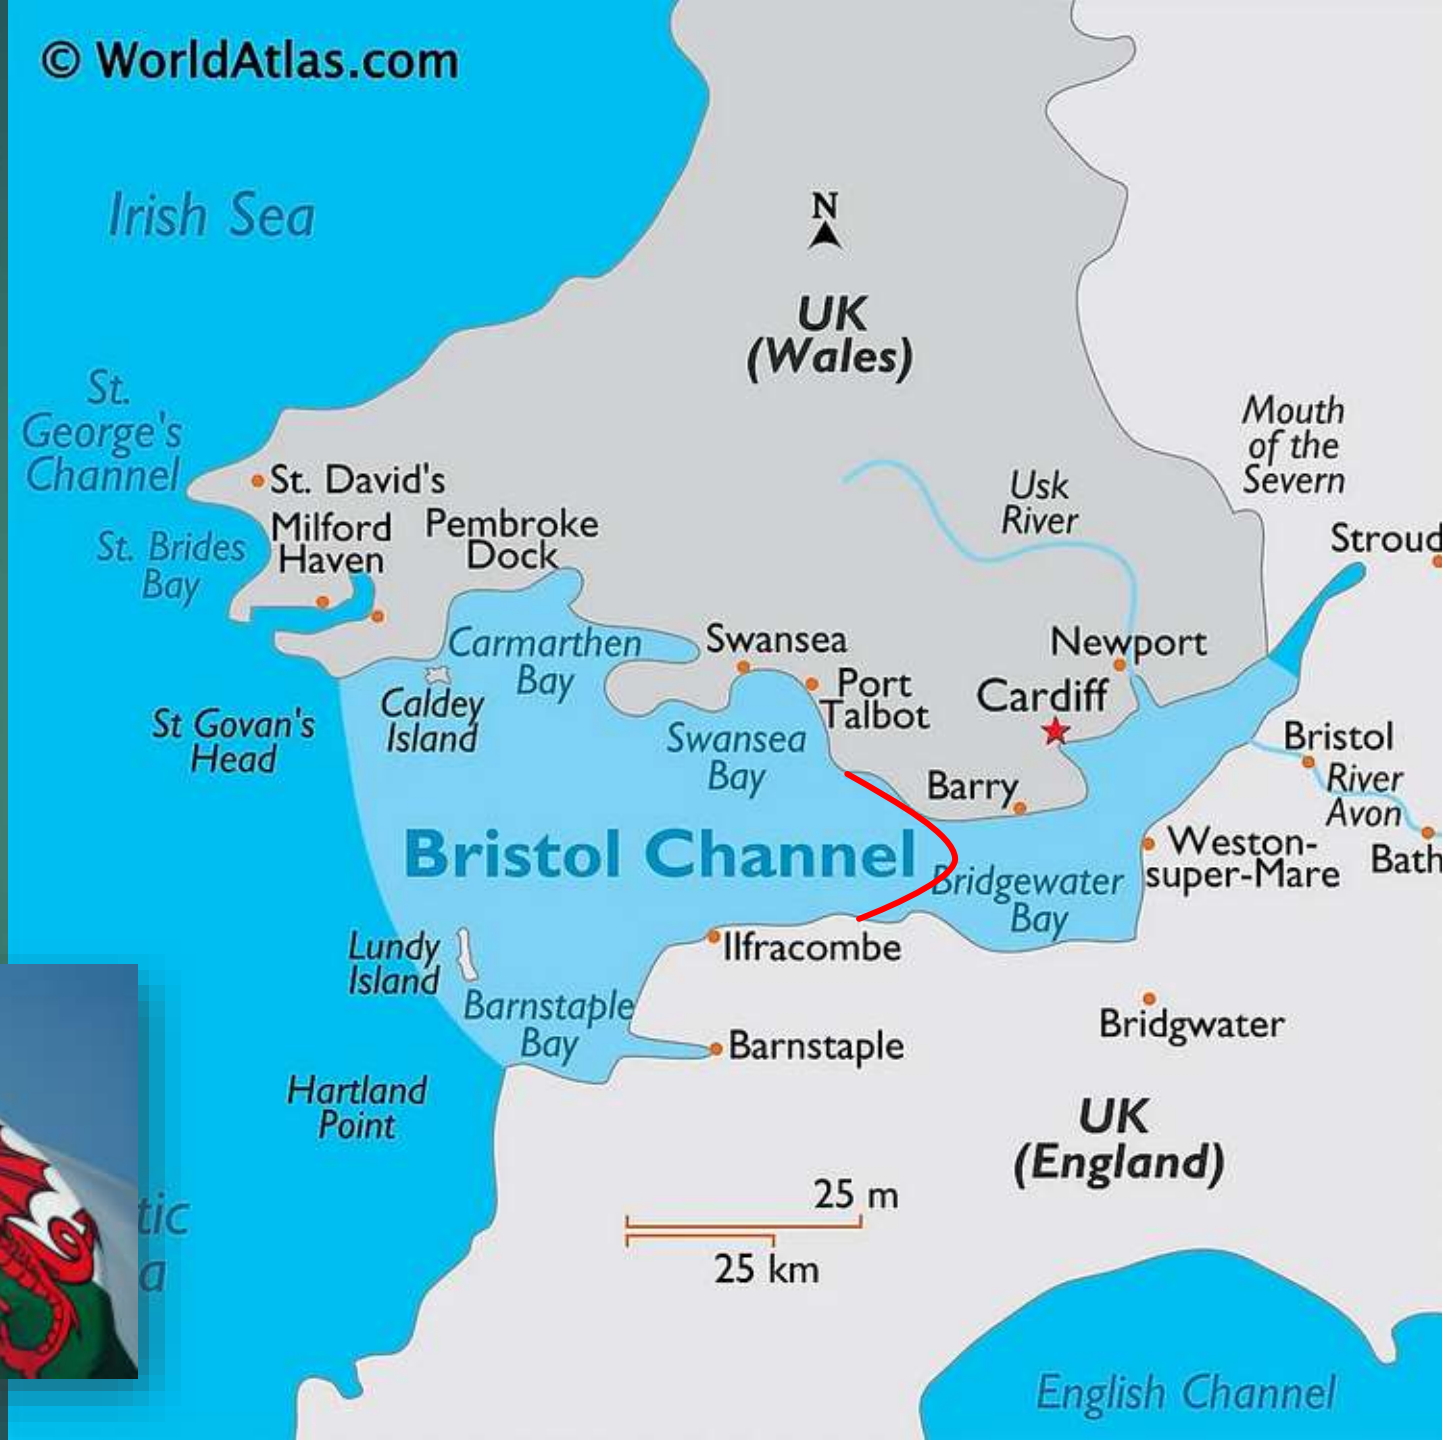 © WorldAtlas.com
Irish Sea
N
UK
(Wales)
St.
George's
Channel
Mouth
of the
Severn
St. David's
Usk
River
Milford
Haven
Pembroke
Dock
Stroud
St. Brides
Bay
Carmarthen
Bay
Swansea
Newport
Port
Talbot
Cardiff
Caldey
Island
St Govan's
Head
Swansea
Bay
Bristol
River
Avon
Barry
Bristol Channel
Weston-
super-Mare
Bath
Bridgewater
Bay
Lundy
Island
Ilfracombe
Barnstaple
Bay
Barnstaple
Bridgwater
Hartland
Point
UK
(England)
tic
a
25 m
25 km
English Channel